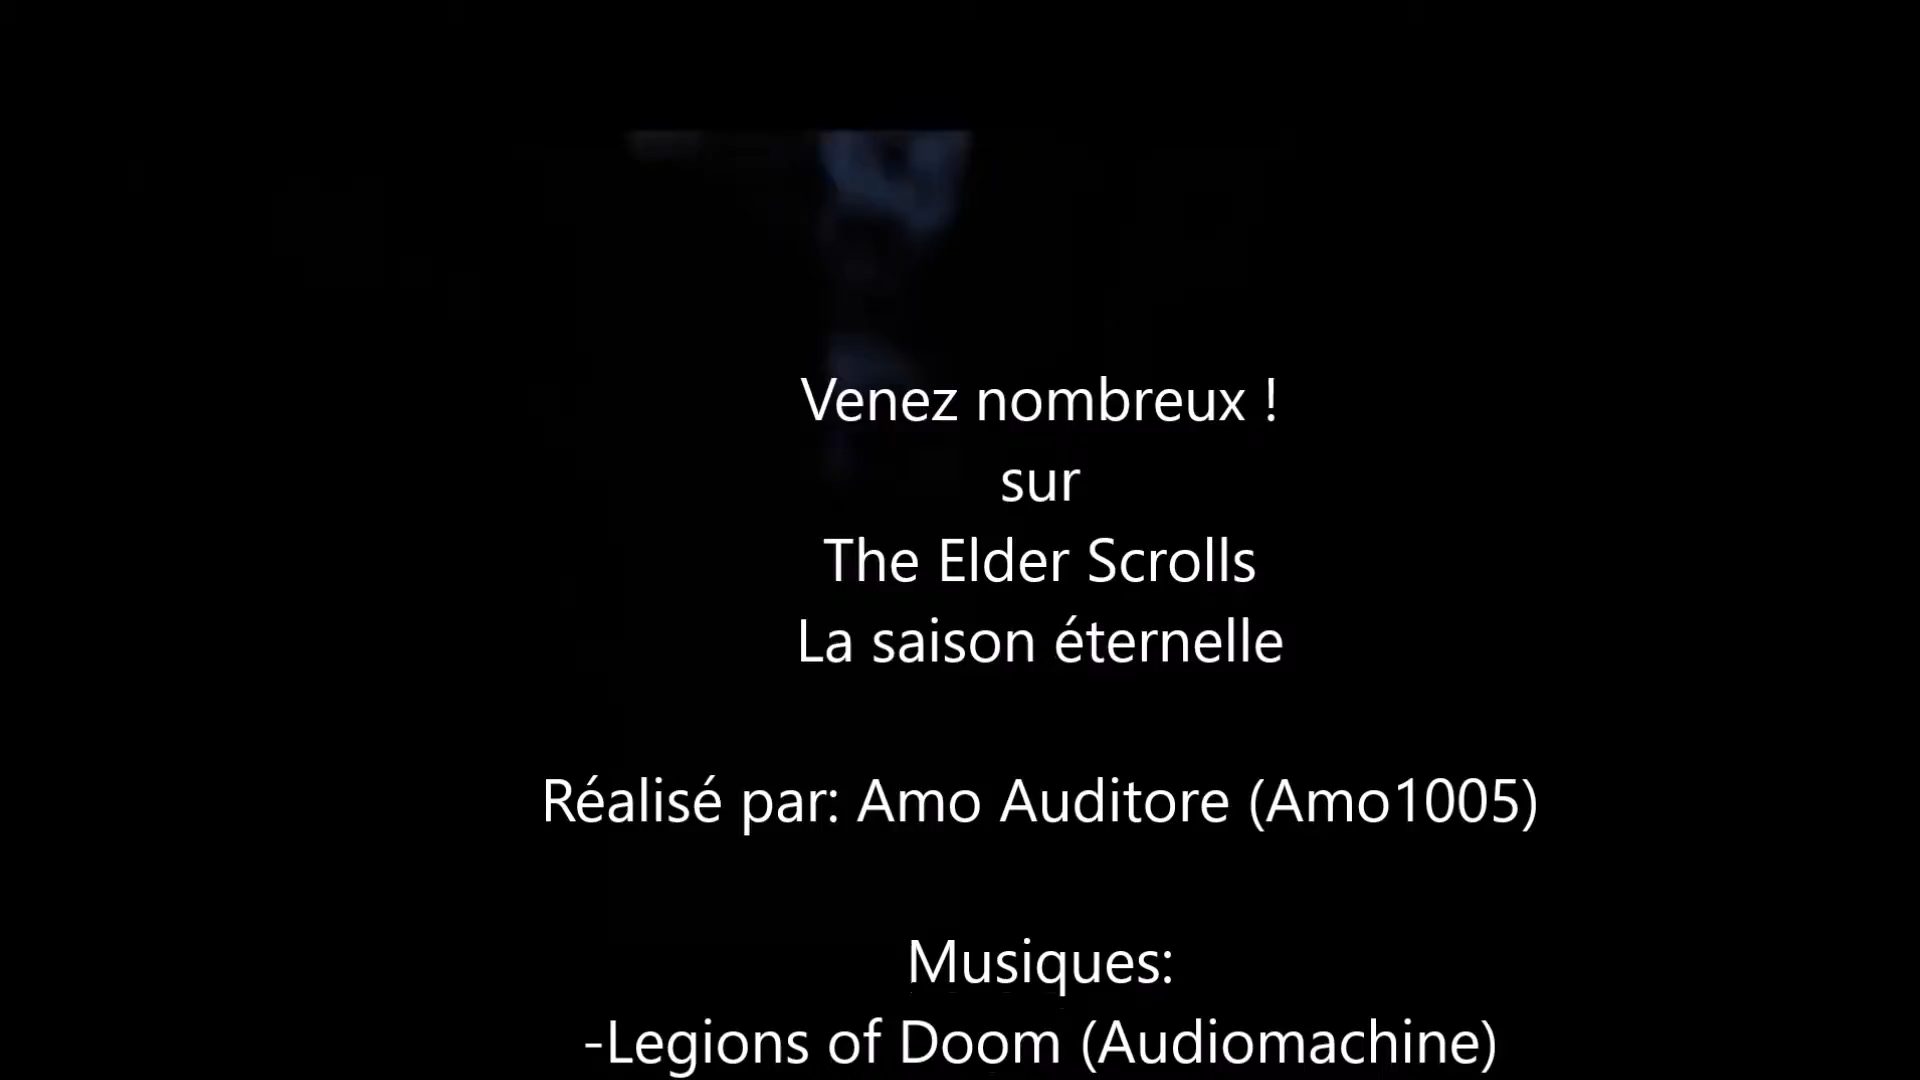 Venez nombreux !
sur
The Elder Scrolls
La saison éternelle
Réalisé par: Amo Auditore (Amo1005)
Musiques:
-Legions of Doom (Audiomachine)